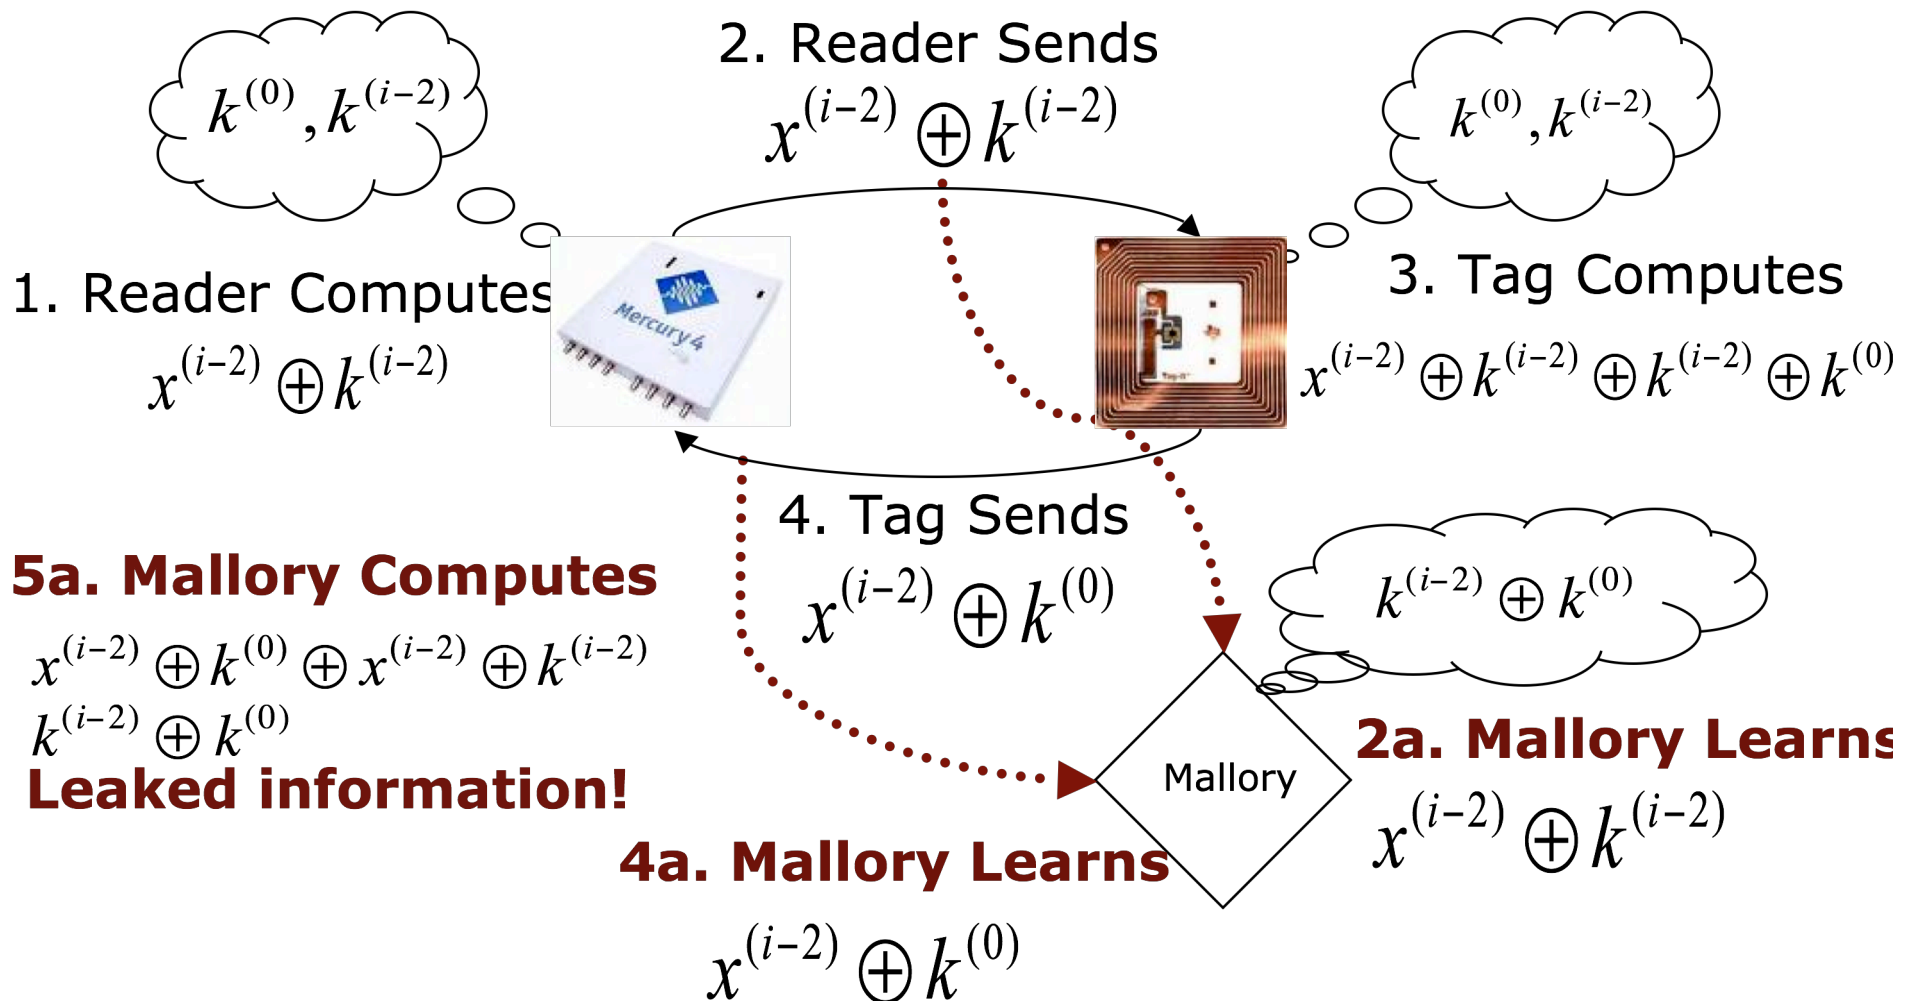 k^(0), k^(i−2)
2. Reader Sends
x^(i−2) ⊕ k^(i−2)
k^(0), k^(i−2)
1. Reader Computes
x^(i−2) ⊕ k^(i−2)
Mercury4
3. Tag Computes
x^(i−2) ⊕ k^(i−2) ⊕ k^(i−2) ⊕ k^(0)
4. Tag Sends
x^(i−2) ⊕ k^(0)
5a. Mallory Computes
x^(i−2) ⊕ k^(0) ⊕ x^(i−2) ⊕ k^(i−2)
k^(i−2) ⊕ k^(0)
Leaked information!
k^(i−2) ⊕ k^(0)
Mallory
2a. Mallory Learns
x^(i−2) ⊕ k^(i−2)
4a. Mallory Learns
x^(i−2) ⊕ k^(0)